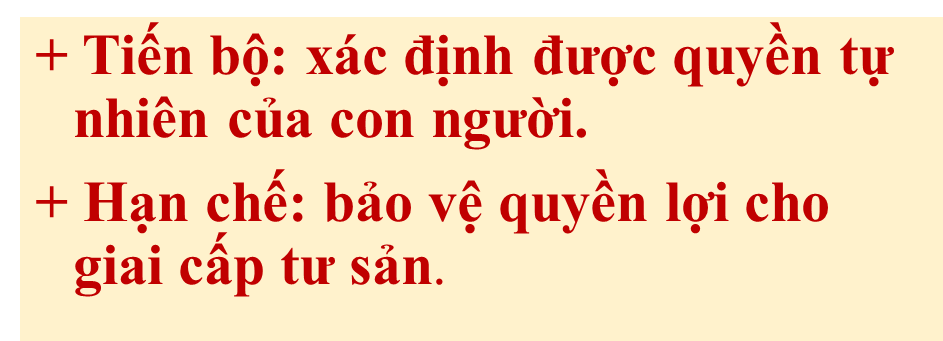 + Tiến bộ: xác định được quyền tự
nhiên của con người.
+ Hạn chế: bảo vệ quyền lợi cho
giai cấp tư sản.